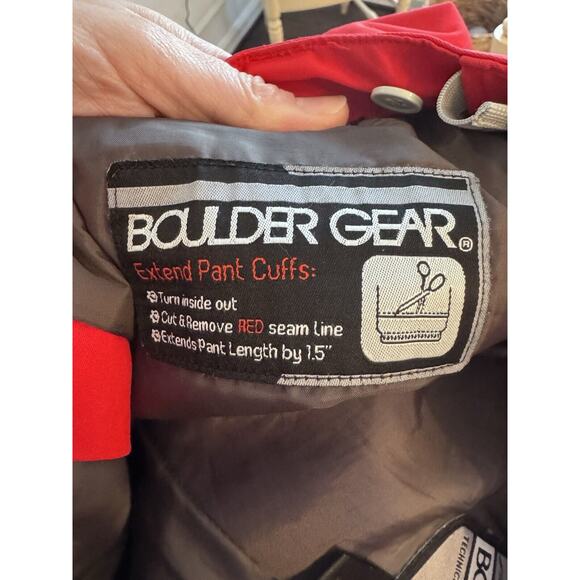 BOULDER GEAR®
Extend Pant Cuffs:
Turn inside out
Cut & Remove RED seam line
Extends Pant Length by 1.5"